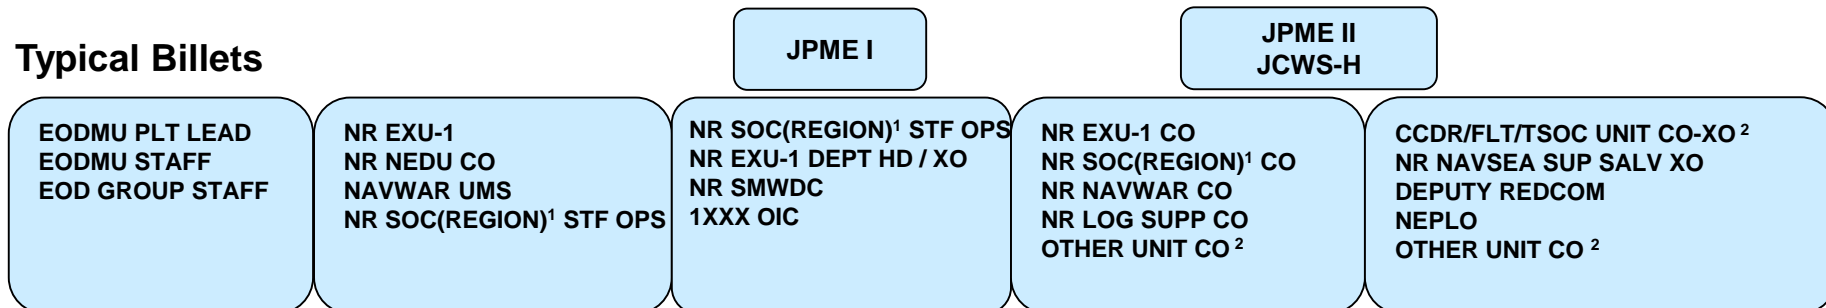 Typical Billets
JPME I
JPME II
JCWS-H
EODMU PLT LEAD
EODMU STAFF
EOD GROUP STAFF
NR EXU-1
NR NEDU CO
NAVWAR UMS
NR SOC(REGION)¹ STF OPS
NR SOC(REGION)¹ STF OPS
NR EXU-1 DEPT HD / XO
NR SMWDC
1XXX OIC
NR EXU-1 CO
NR SOC(REGION)¹ CO
NR NAVWAR CO
NR LOG SUPP CO
OTHER UNIT CO ²
CCDR/FLT/TSOC UNIT CO-XO ²
NR NAVSEA SUP SALV XO
DEPUTY REDCOM
NEPLO
OTHER UNIT CO ²